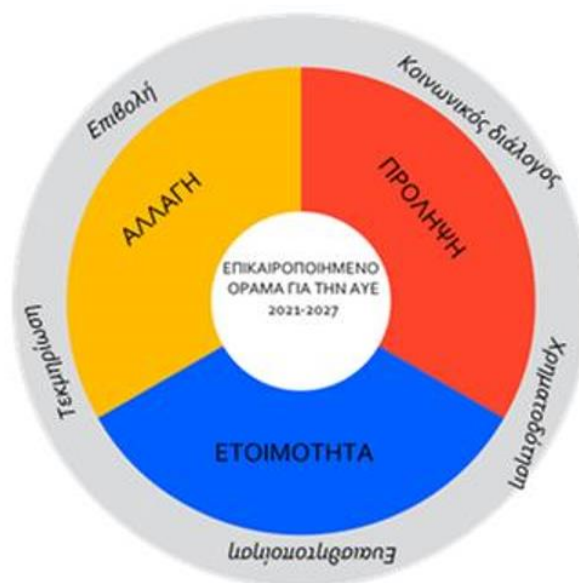 Επιβολή
Κοινωνικός διάλογος
ΑΛΛΑΓΗ
ΠΡΟΛΗΨΗ
ΕΠΙΚΑΙΡΟΠΟΙΗΜΕΝΟ
ΟΡΑΜΑ ΓΙΑ ΤΗΝ ΑΥΕ
2021-2027
Τεκμηρίωση
Χρηματοδότηση
ΕΤΟΙΜΟΤΗΤΑ
Ευαισθητοποίηση